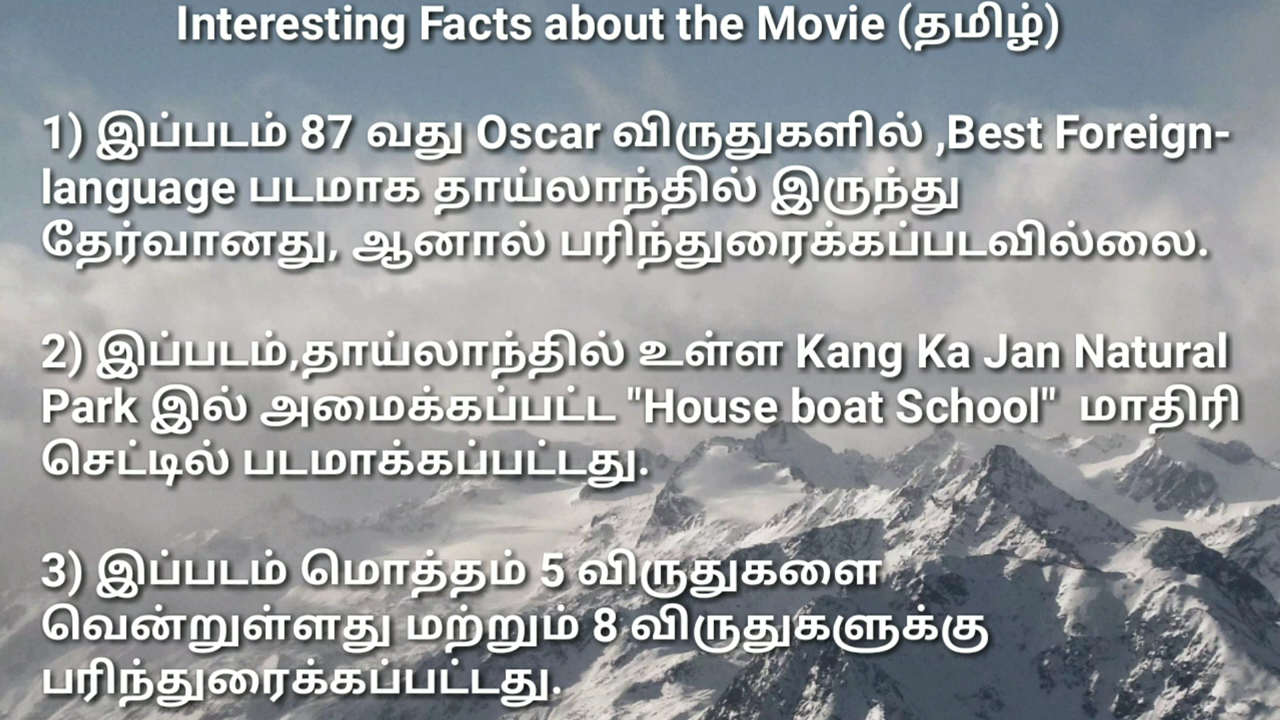 Interesting Facts about the Movie (தமிழ்)
1) இப்படம் 87 வது Oscar விருதுகளில் ,Best Foreign-
language படமாக தாய்லாந்தில் இருந்து
தேர்வானது, ஆனால் பரிந்துரைக்கப்படவில்லை.
2) இப்படம்,தாய்லாந்தில் உள்ள Kang Ka Jan Natural
Park இல் அமைக்கப்பட்ட "House boat School" மாதிரி
செட்டில் படமாக்கப்பட்டது.
3) இப்படம் மொத்தம் 5 விருதுகளை
வென்றுள்ளது மற்றும் 8 விருதுகளுக்கு
பரிந்துரைக்கப்பட்டது.